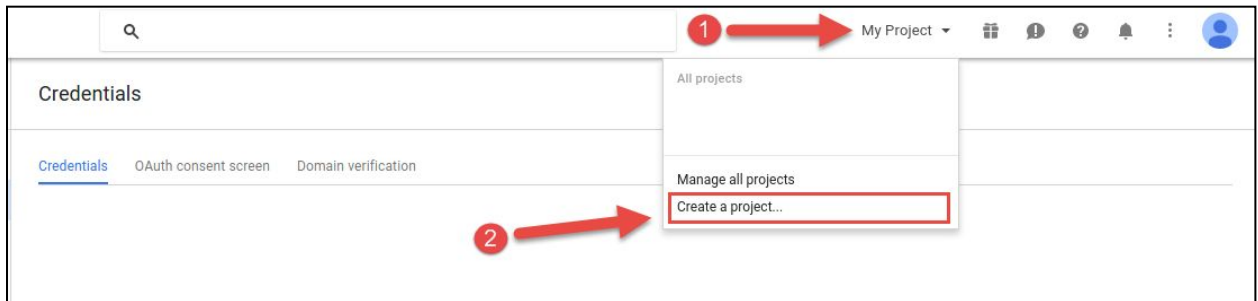 1
My Project
All projects
Credentials
Credentials OAuth consent screen Domain verification
Manage all projects
Create a project...
2